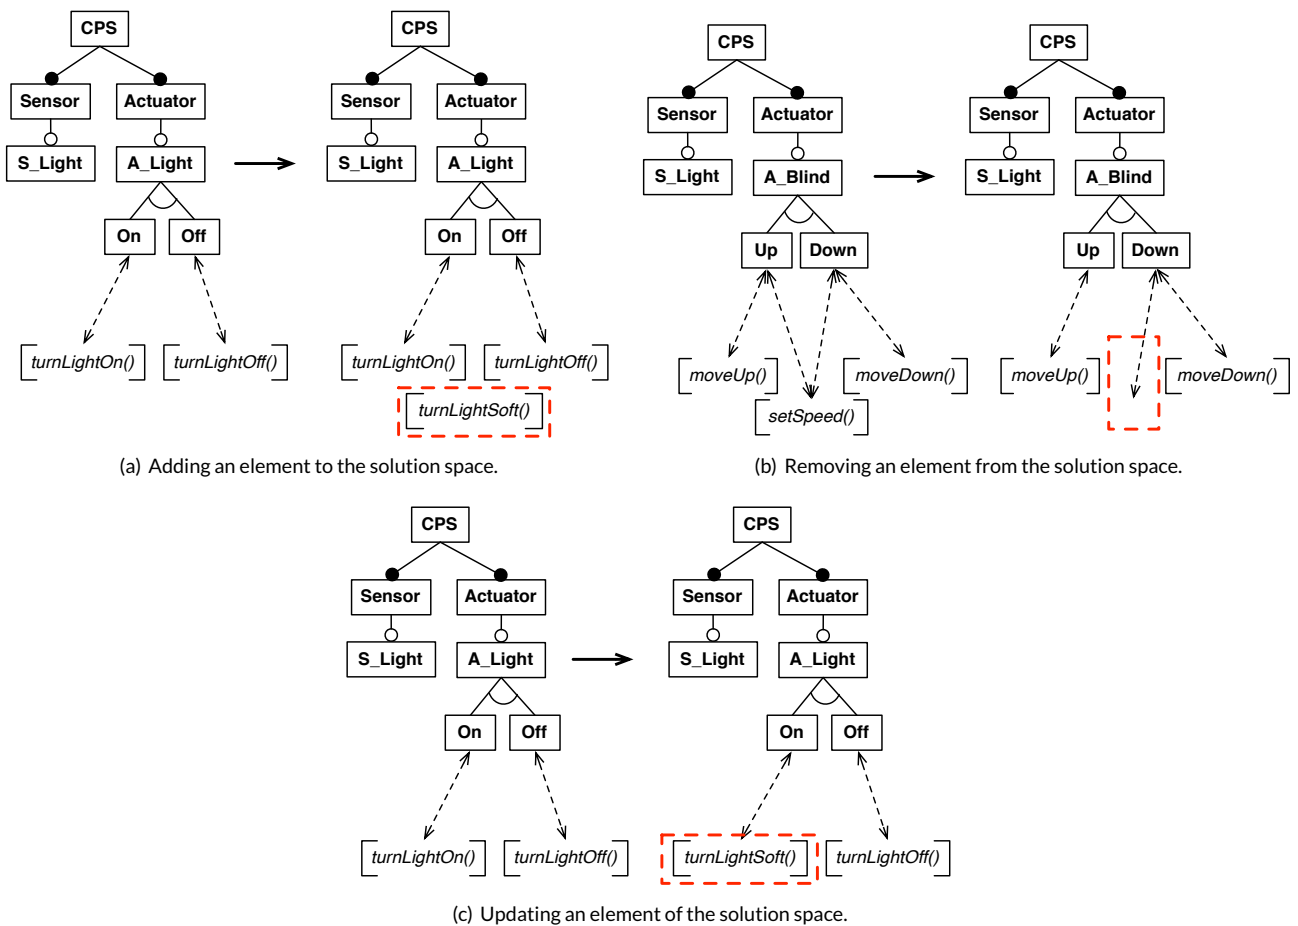 CPS
Sensor Actuator
S_Light A_Light
On Off
turnLightOn() turnLightOff()
CPS
Sensor Actuator
S_Light A_Light
On Off
turnLightOn() turnLightOff()
turnLightSoft()
(a) Adding an element to the solution space.
CPS
Sensor Actuator
S_Light A_Blind
Up Down
moveUp() moveDown()
setSpeed()
CPS
Sensor Actuator
S_Light A_Blind
Up Down
moveUp() moveDown()
(b) Removing an element from the solution space.
CPS
Sensor Actuator
S_Light A_Light
On Off
turnLightOn() turnLightOff()
CPS
Sensor Actuator
S_Light A_Light
On Off
turnLightSoft() turnLightOff()
(c) Updating an element of the solution space.